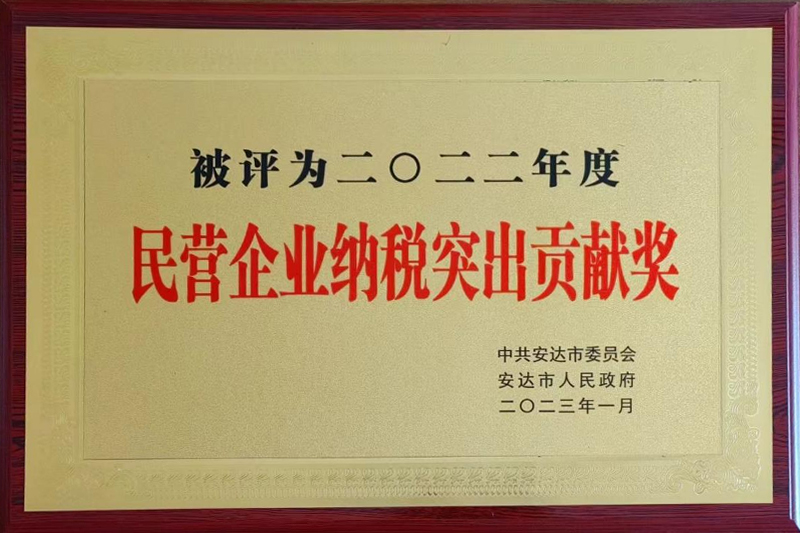 被评为二〇二二年度
民营企业纳税突出贡献奖
中共安达市委员会
安达市人民政府
二〇二三年一月